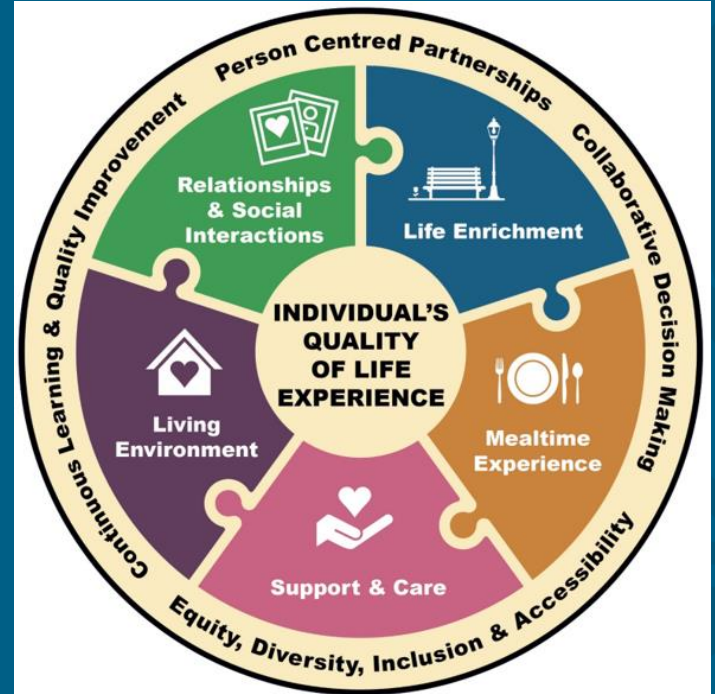 Person Centred Partnerships
Collaborative Decision Making
Equity, Diversity, Inclusion & Accessibility
Continuous Learning & Quality Improvement
Relationships
& Social
Interactions
Life Enrichment
Mealtime
Experience
Support & Care
Living
Environment
INDIVIDUAL'S
QUALITY
OF LIFE
EXPERIENCE